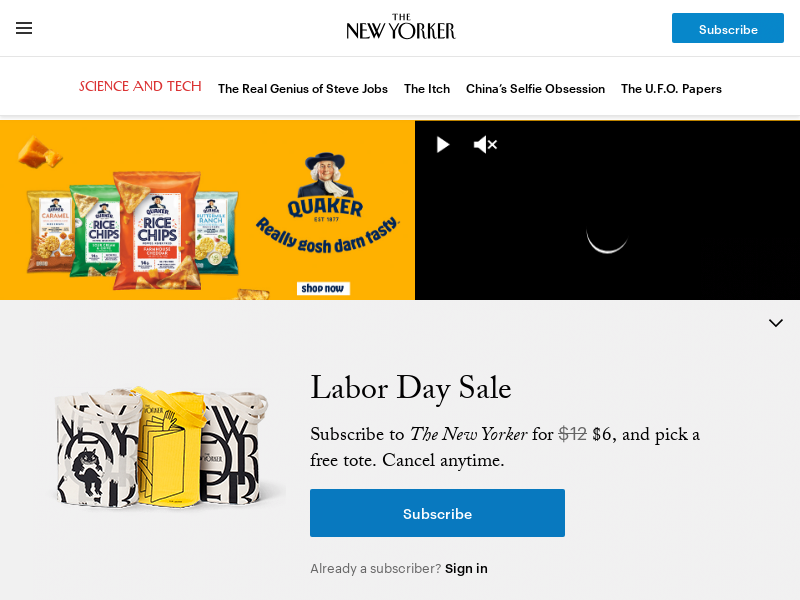 THE
NEW YORKER
Subscribe
SCIENCE AND TECH
The Real Genius of Steve Jobs
The Itch
China's Selfie Obsession
The U.F.O. Papers
QUAKER
EST 1877
Really gosh darn tasty.
shop now
CARAMEL
QUAKER
RICE CHIPS
QUAKER
RICE CHIPS
FARMHOUSE CHEDDAR
BUTTERMILK RANCH
Labor Day Sale
Subscribe to The New Yorker for $12 $6, and pick a
free tote. Cancel anytime.
Subscribe
Already a subscriber? Sign in